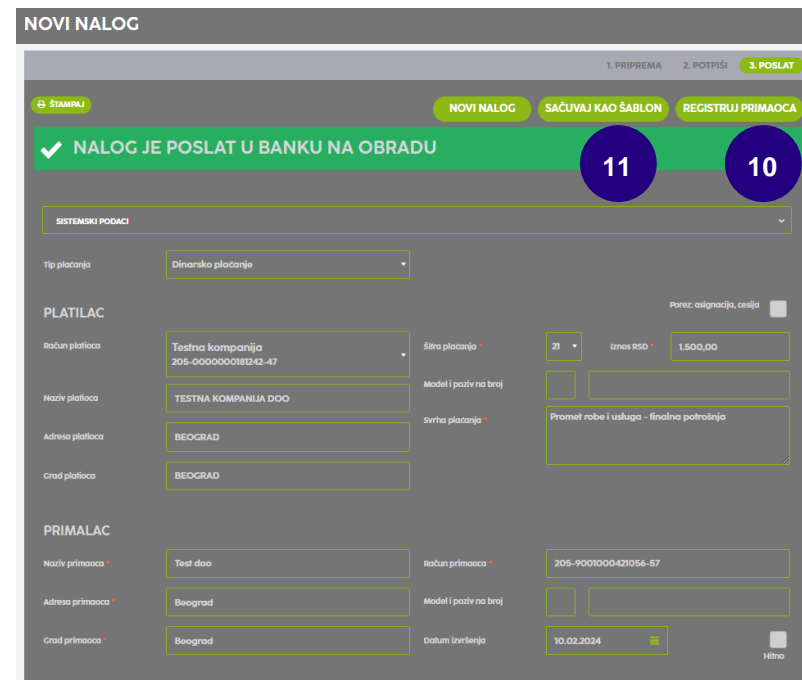 NOVI NALOG
1. PRIPREMA 2. POTPIŠI 3. POSLAT
ŠTAMPAJ NOVI NALOG SAČUVAJ KAO ŠABLON REGISTRUJ PRIMAOCA
NALOG JE POSLAT U BANKU NA OBRADU
11 10
SISTEMSKI PODACI
Tip plaćanja Dinarsko plaćanje
PLATILAC Porez: asignacija, cesija
Račun platioca Testna kompanija Šifra plaćanja * 21 Iznos RSD * 1.500,00
205-0000000181242-47
Model i poziv na broj
Naziv platioca TESTNA KOMPANIJA DOO
Svrha plaćanja * Promet robe i usluga - finalna potrošnja
Adresa platioca BEOGRAD
Grad platioca BEOGRAD
PRIMALAC
Naziv primaoca * Test doo Račun primaoca * 205-9001000421056-57
Adresa primaoca * Beograd Model i poziv na broj
Grad primaoca * Beograd Datum izvršenja 10.02.2024
Hitno